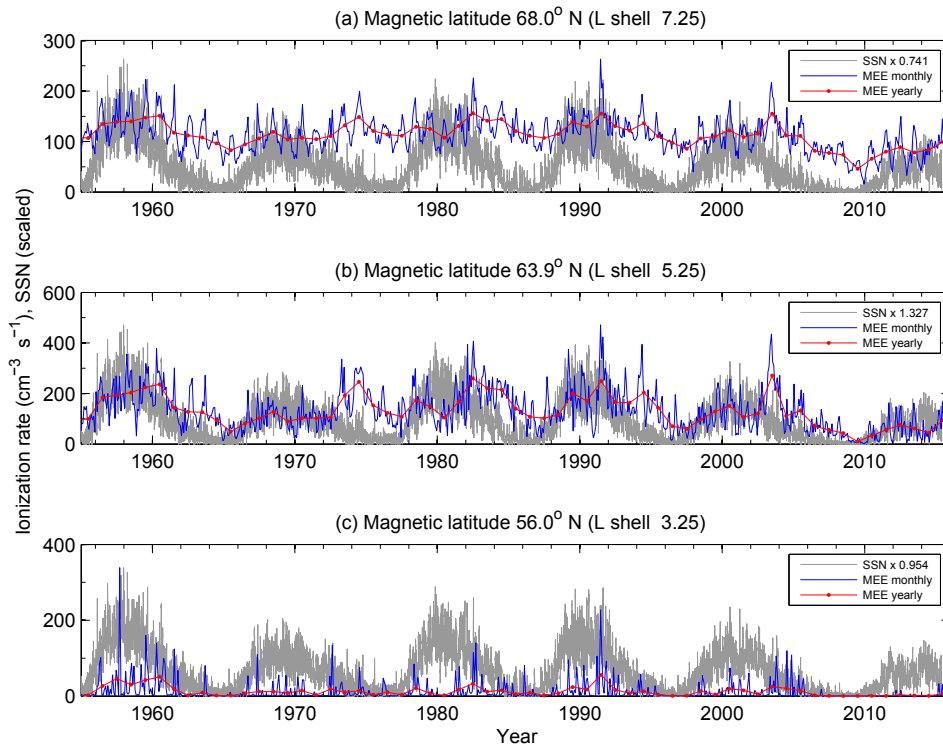 (a) Magnetic latitude 68.0° N (L shell  7.25)
300
200
100
0
SSN x 0.741
MEE monthly
MEE yearly
1960 1970 1980 1990 2000 2010
Ionization rate (cm⁻³ s⁻¹), SSN (scaled)
(b) Magnetic latitude 63.9° N (L shell  5.25)
600
400
200
0
SSN x 1.327
MEE monthly
MEE yearly
1960 1970 1980 1990 2000 2010
(c) Magnetic latitude 56.0° N (L shell  3.25)
400
200
0
SSN x 0.954
MEE monthly
MEE yearly
1960 1970 1980 1990 2000 2010
Year